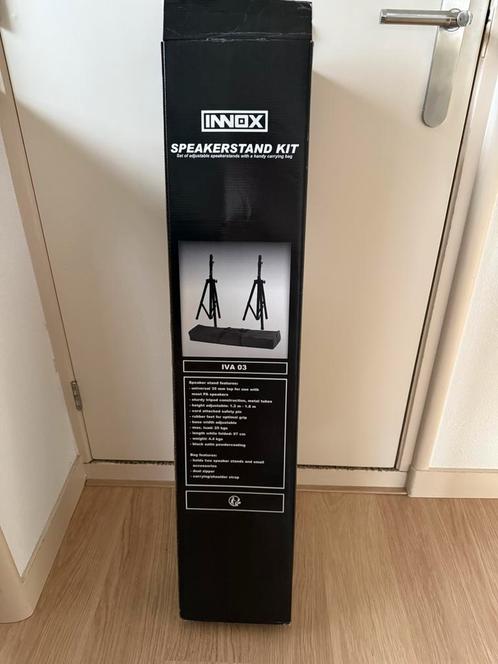 INNOX
SPEAKERSTAND KIT
Set of adjustable speakerstands with a handy carrying bag
IVA 03
Speaker stand features:
- universal 35 mm top for use with
most PA speakers
- sturdy tripod construction, metal tubes
- height adjustable: 1.3 m - 1.8 m
- cord attached safety pin
- rubber feet for optimal grip
- base width adjustable
- max. load: 35 kgs
- length while folded: 97 cm
- weight: 4.4 kgs
- black satin powdercoating
Bag features:
- holds two speaker stands and small
accessories
- dual zipper
- carrying/shoulder strap